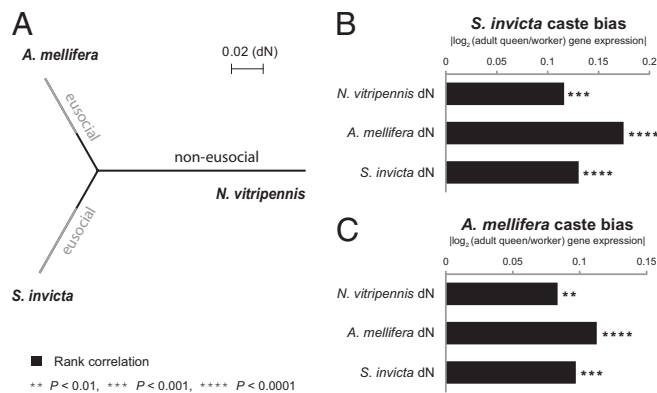 A
A. mellifera
0.02 (dN)
eusocial
non-eusocial
N. vitripennis
eusocial
S. invicta
Rank correlation
** P < 0.01, *** P < 0.001, **** P < 0.0001
B
S. invicta caste bias
|log2 (adult queen/worker) gene expression|
0 0.05 0.1 0.15 0.2
N. vitripennis dN ***
A. mellifera dN ****
S. invicta dN ****
C
A. mellifera caste bias
|log2 (adult queen/worker) gene expression|
0 0.05 0.1 0.15
N. vitripennis dN **
A. mellifera dN ****
S. invicta dN ***